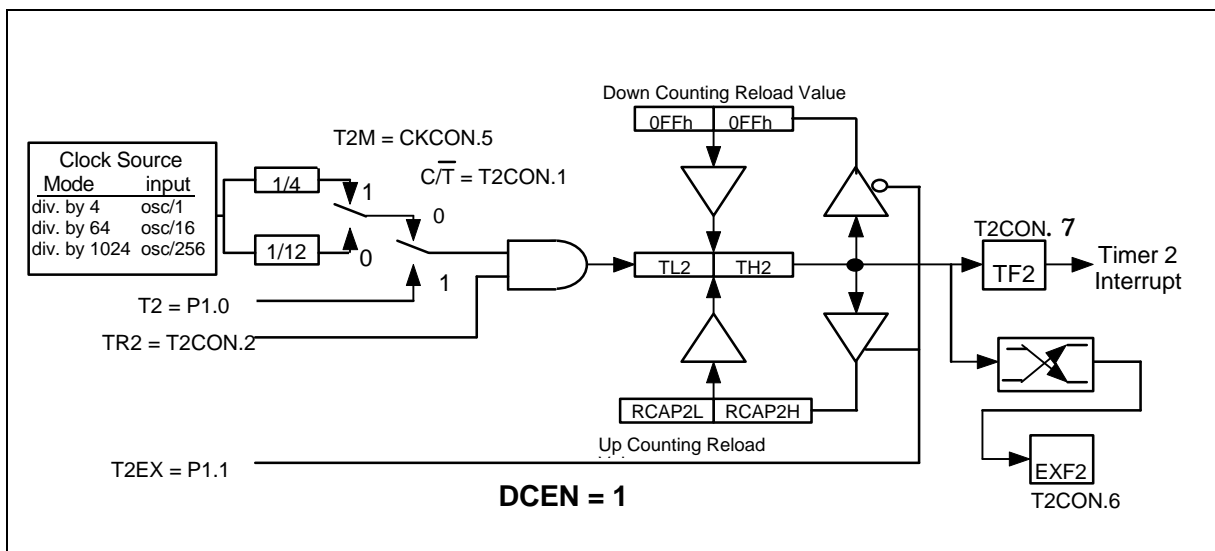 Down Counting Reload Value
0FFh 0FFh
T2M = CKCON.5
C/T̅ = T2CON.1
Clock Source
Mode input
div. by 4 osc/1
div. by 64 osc/16
div. by 1024 osc/256
1/4
1/12
1
0
0
1
T2 = P1.0
TR2 = T2CON.2
TL2 TH2
T2CON. 7
TF2
Timer 2
Interrupt
RCAP2L RCAP2H
Up Counting Reload
T2EX = P1.1
EXF2
T2CON.6
DCEN = 1